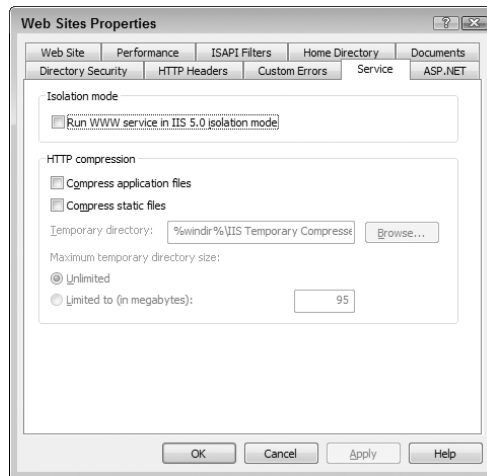 Web Sites Properties
Web Site Performance ISAPI Filters Home Directory Documents
Directory Security HTTP Headers Custom Errors Service ASP.NET
Isolation mode
Run WWW service in IIS 5.0 isolation mode
HTTP compression
Compress application files
Compress static files
Temporary directory: %windir%\IIS Temporary Compresse Browse...
Maximum temporary directory size:
Unlimited
Limited to (in megabytes): 95
OK Cancel Apply Help